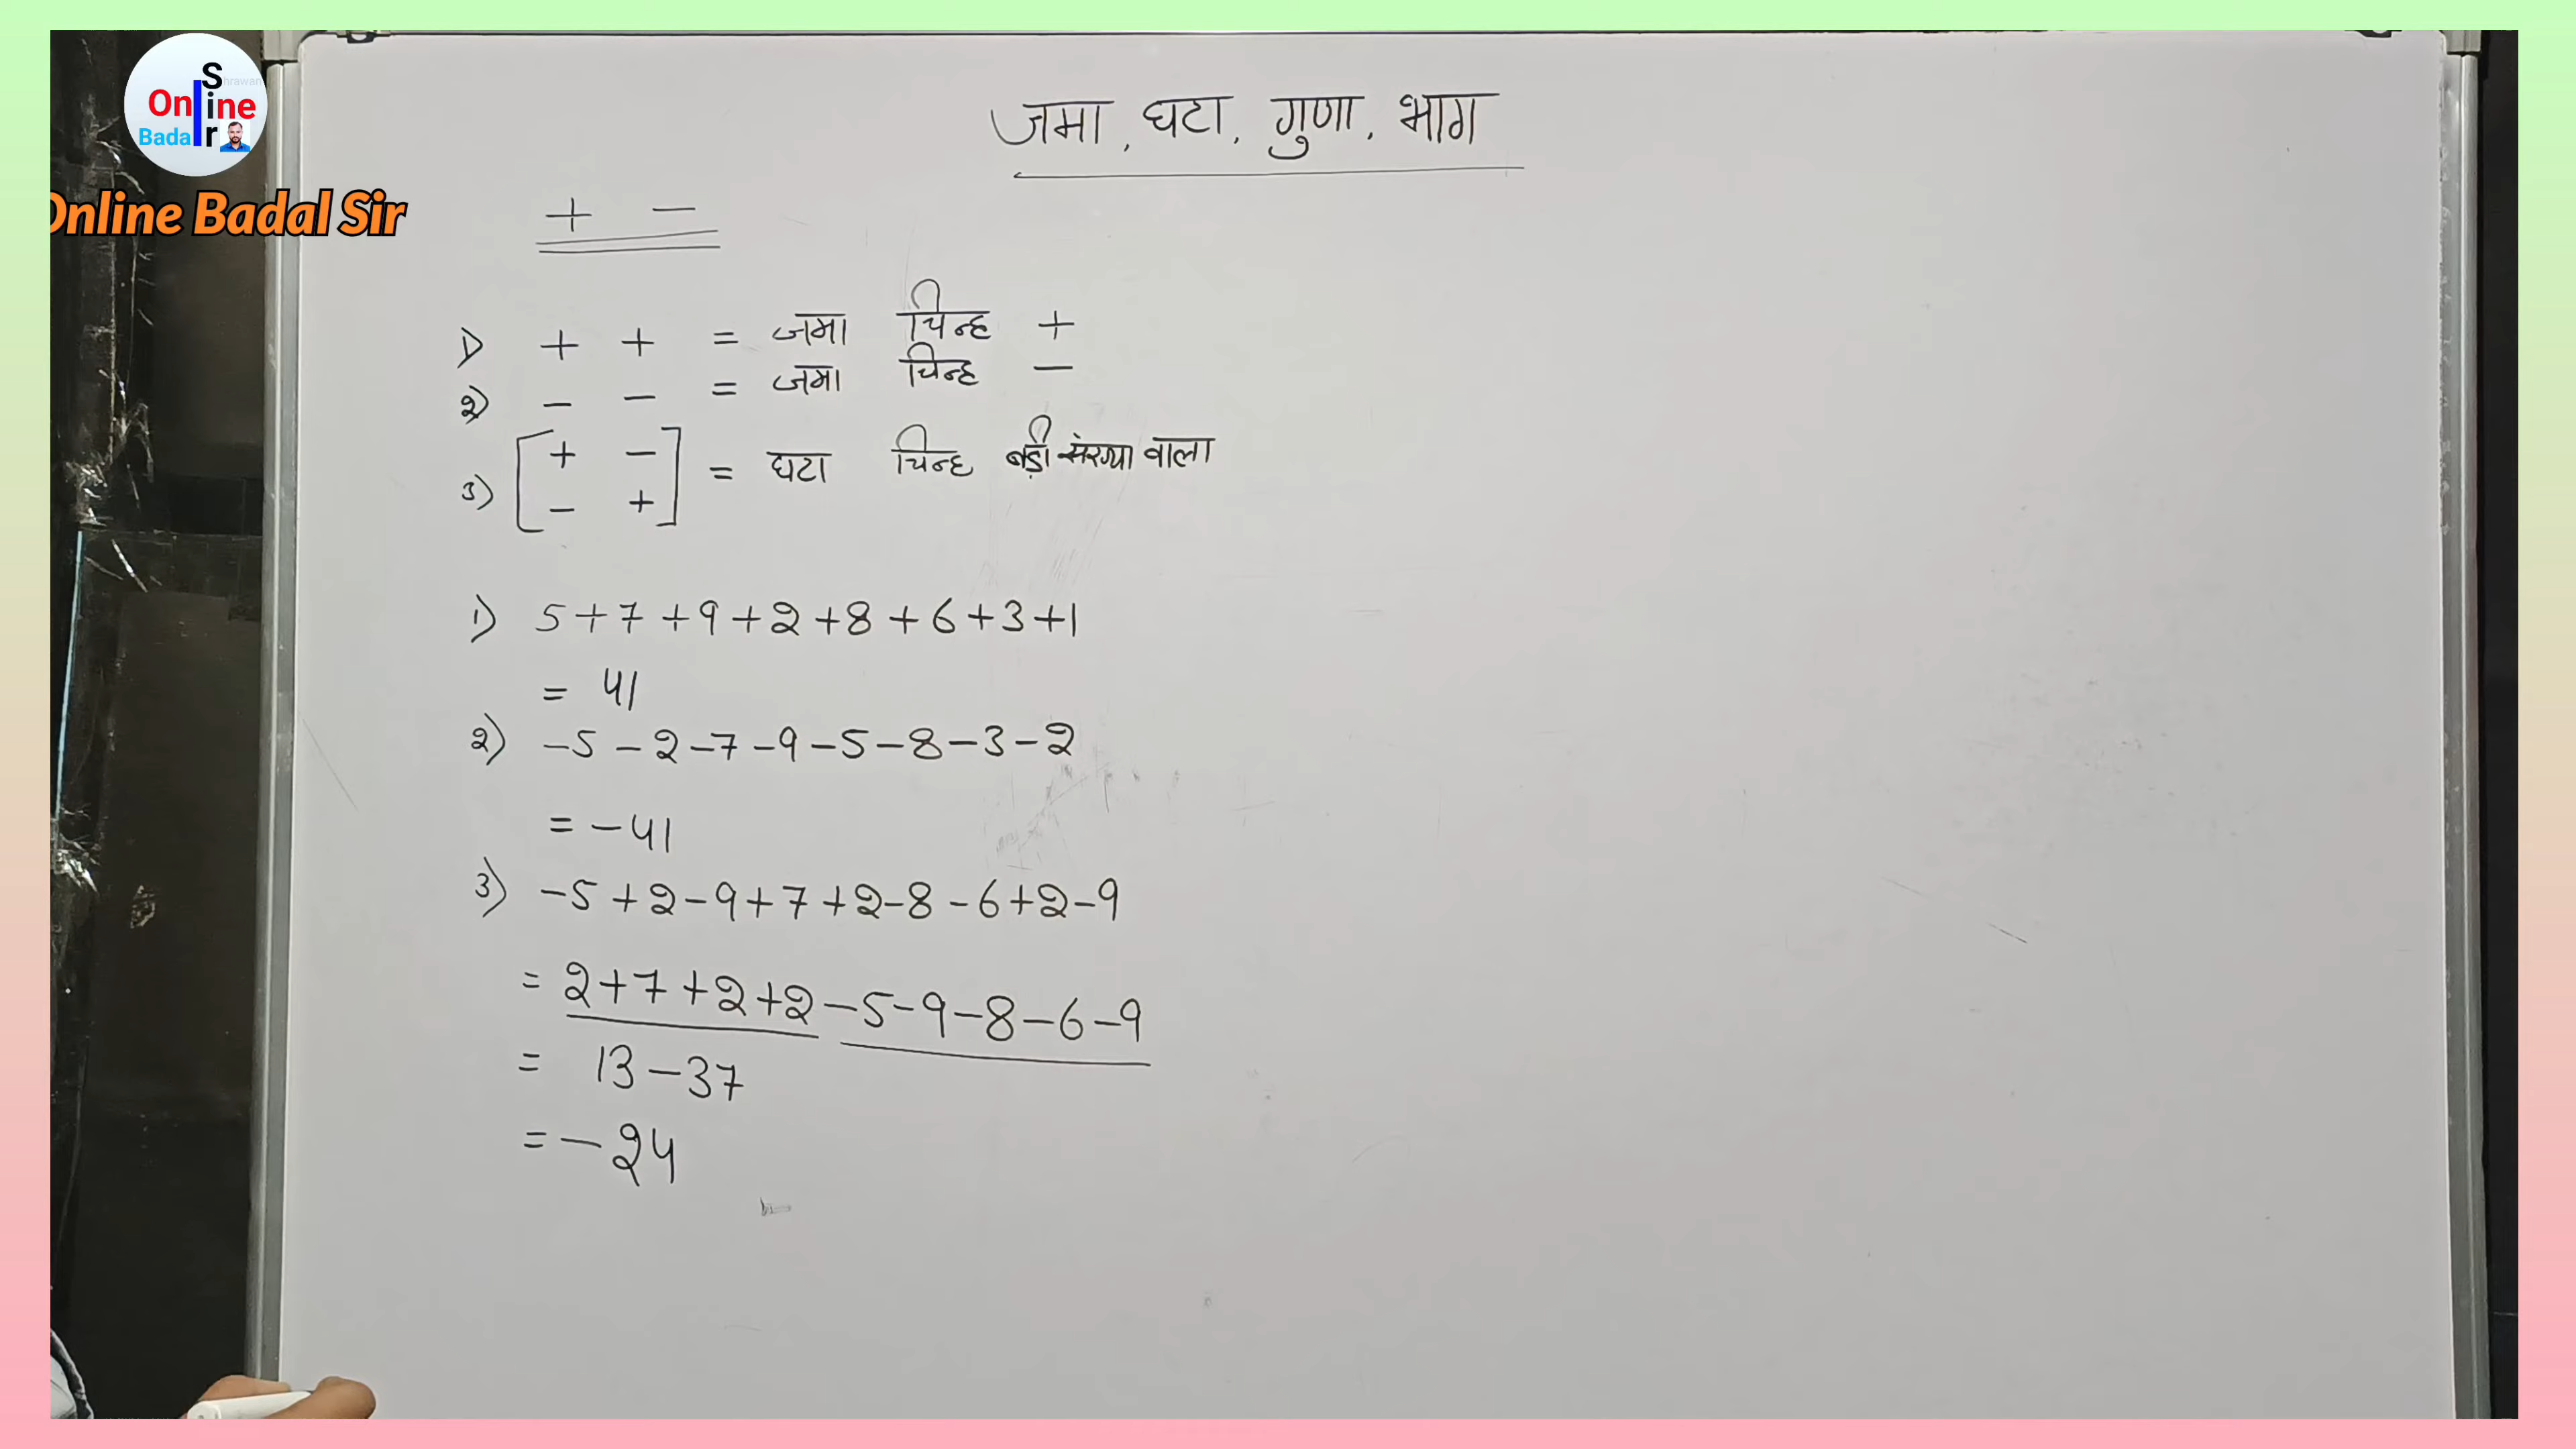 Shrawan
Online
Badal Sir
Online Badal Sir
जमा, घटा, गुणा, भाग
+ -
1) + + = जमा चिन्ह +
2) - - = जमा चिन्ह -
3) [+ -
- +] = घटा चिन्ह बड़ी संख्या वाला
1) 5+7+9+2+8+6+3+1
= 41
2) -5-2-7-9-5-8-3-2
= -41
3) -5+2-9+7+2-8-6+2-9
= 2+7+2+2-5-9-8-6-9
= 13-37
= -24